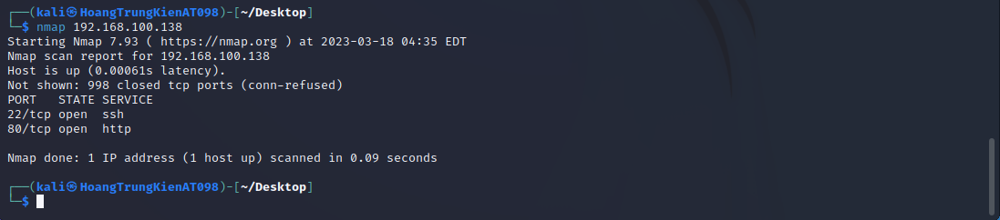 ┌──(kali㉿HoangTrungKienAT098)-[~/Desktop]
└─$ nmap 192.168.100.138
Starting Nmap 7.93 ( https://nmap.org ) at 2023-03-18 04:35 EDT
Nmap scan report for 192.168.100.138
Host is up (0.00061s latency).
Not shown: 998 closed tcp ports (conn-refused)
PORT   STATE SERVICE
22/tcp open  ssh
80/tcp open  http
Nmap done: 1 IP address (1 host up) scanned in 0.09 seconds
┌──(kali㉿HoangTrungKienAT098)-[~/Desktop]
└─$